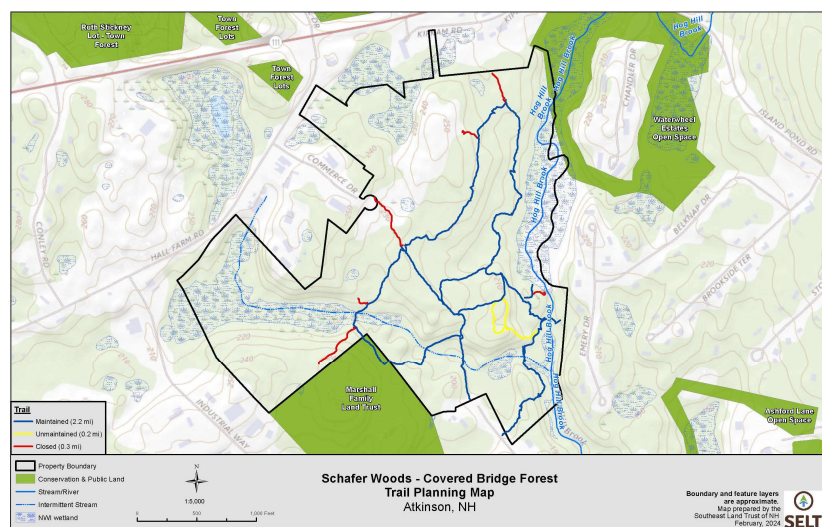 Ruth Stickney
Lot - Town
Forest
Town
Forest
Lots
Town
Forest
Lots
111
Hog Hill Brook
Hog Hill
Brook
Hog Hill
Brook
CHANDLER DR
ISLAND POND RD
Waterwheel
Estates
Open Space
COMMERCE DR
Hog Hill Brook
BELKNAP DR
CONLEY RD
HALL FARM RD
BROOKSIDE TER
Hog Hill Brook
EMERY DR
Marshall
Family
Land Trust
Hog Hill
Brook
INDUSTRIAL WAY
Ashford Lane
Open Space
Trail
Maintained (2.2 mi)
Unmaintained (0.2 mi)
Closed (0.3 mi)
Property Boundary
Conservation & Public Land
Stream/River
Intermittent Stream
NWI wetland
N
1:5,000
0 500 1,000 Feet
Schafer Woods - Covered Bridge Forest
Trail Planning Map
Atkinson, NH
Boundary and feature layers
are approximate.
Map prepared by the
Southeast Land Trust of NH
February, 2024
SELT